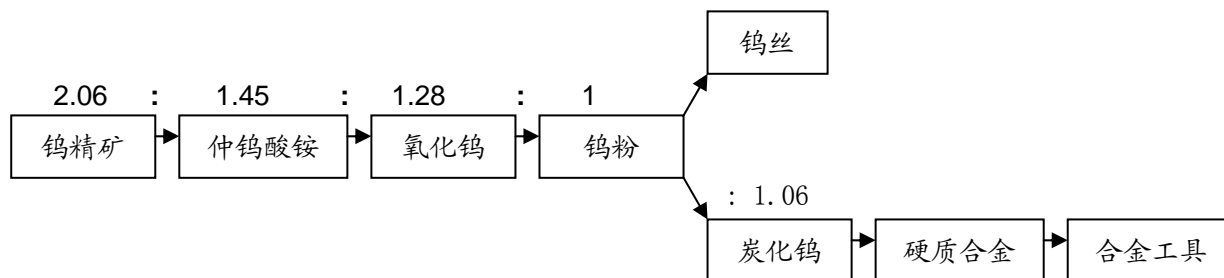 钨丝
2.06 : 1.45 : 1.28 : 1
钨精矿 仲钨酸铵 氧化钨 钨粉
: 1.06
炭化钨 硬质合金 合金工具